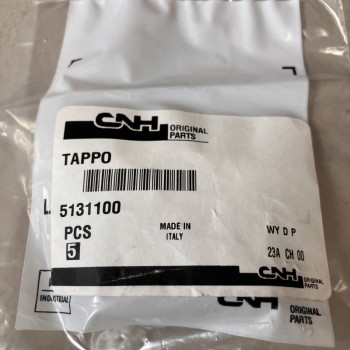 CNH ORIGINAL
PARTS
TAPPO
5131100
PCS
5
MADE IN
ITALY
WY D P
23A CH 00
CNH ORIGINAL
PARTS
INDUSTRIAL
CNH ORIGINAL
PARTS